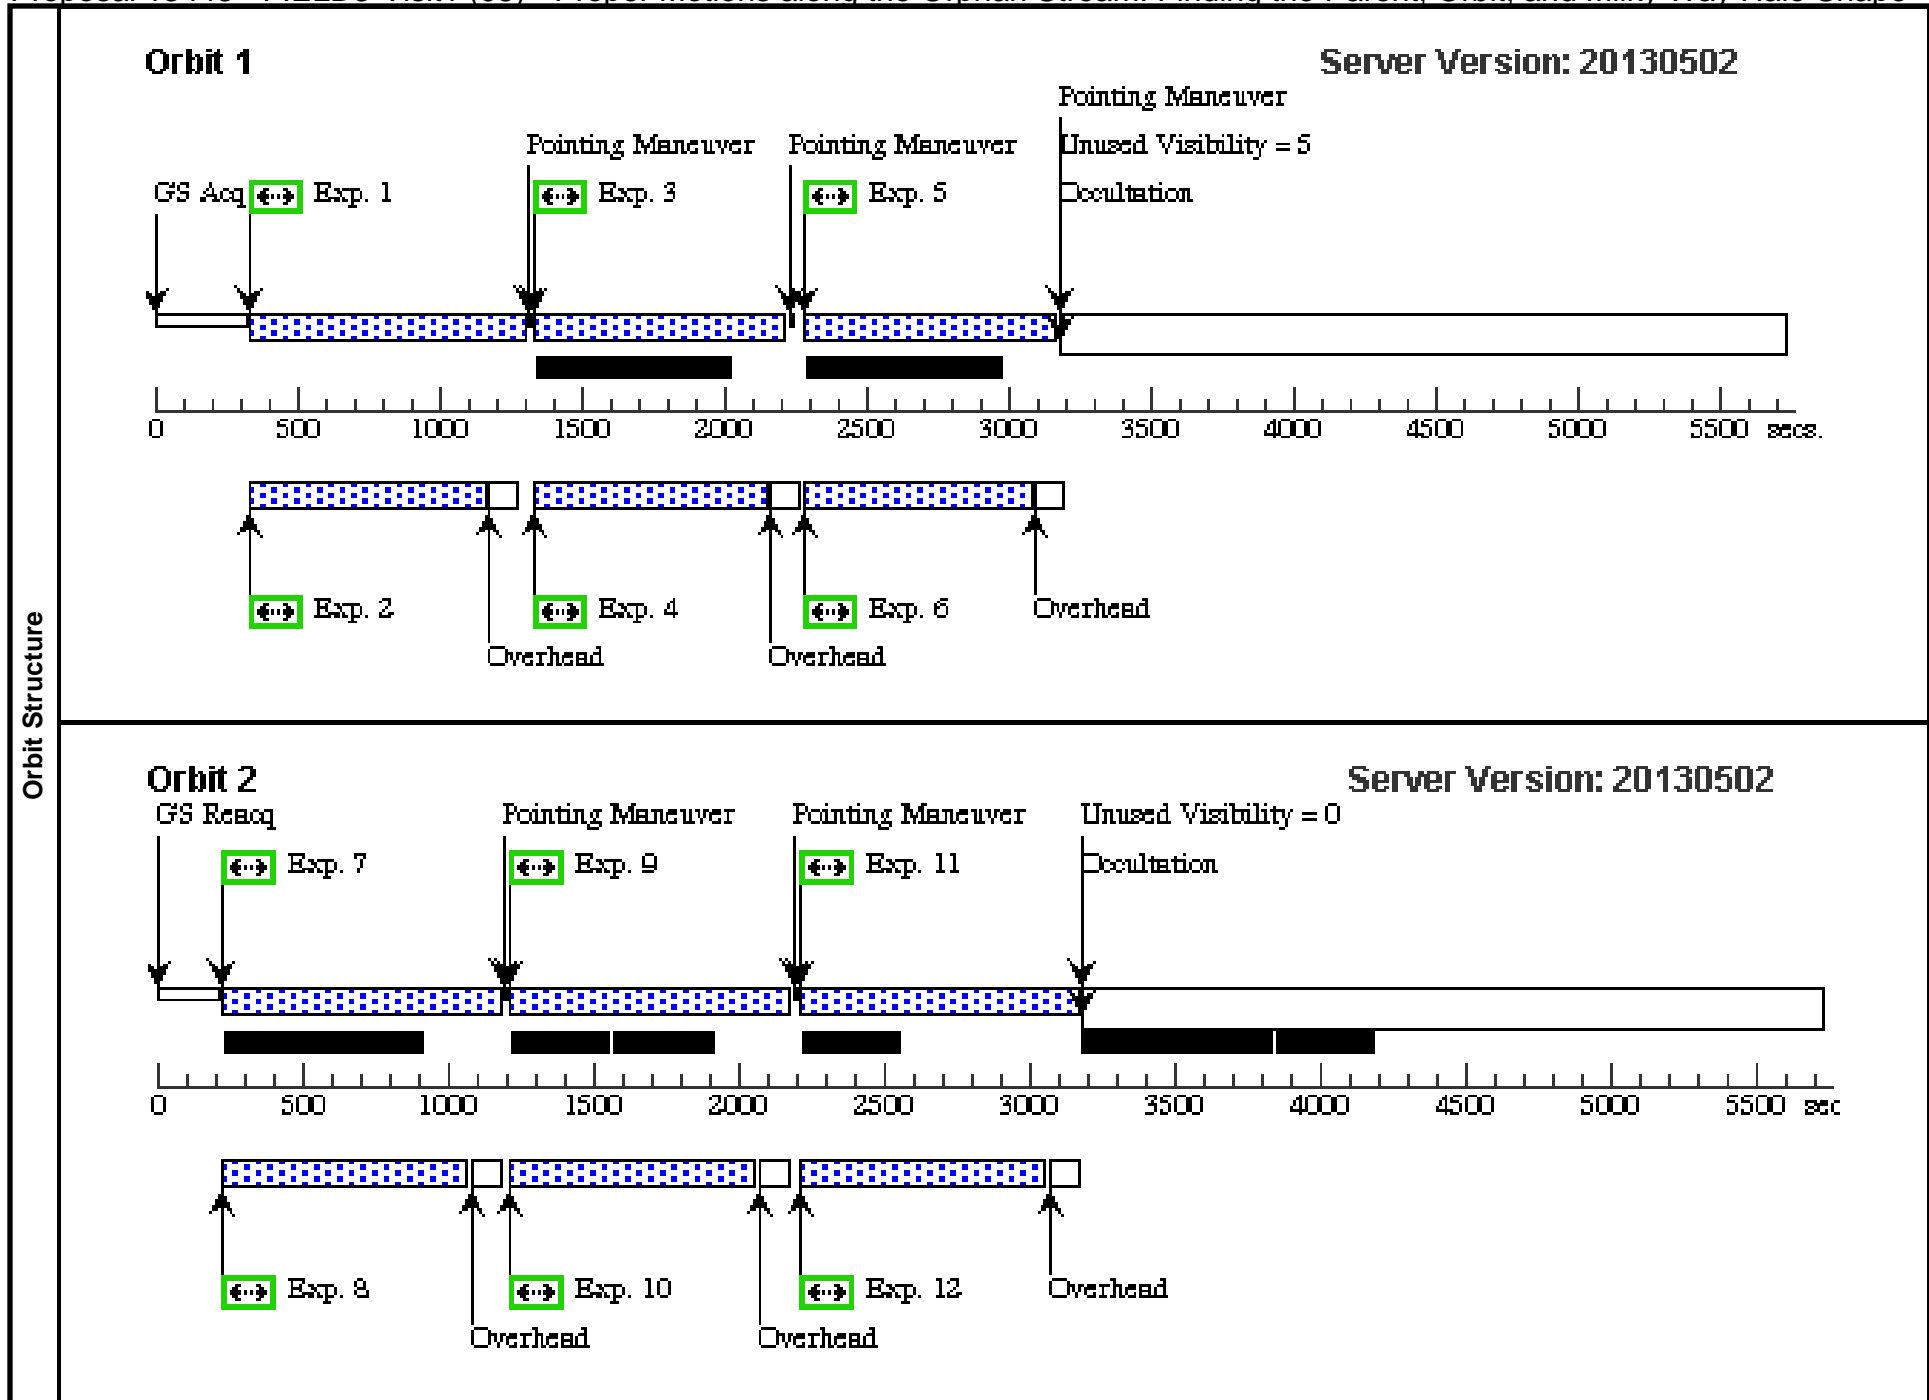 Orbit Structure
Orbit 1
Server Version: 20130502
Pointing Maneuver
Pointing Maneuver Pointing Maneuver Unused Visibility = 5
GS Acq Exp. 1 Exp. 3 Exp. 5 Occultation
0 500 1000 1500 2000 2500 3000 3500 4000 4500 5000 5500 secs.
Exp. 2 Exp. 4 Exp. 6 Overhead
Overhead Overhead
Orbit 2
Server Version: 20130502
GS Reacq Pointing Maneuver Pointing Maneuver Unused Visibility = 0
Exp. 7 Exp. 9 Exp. 11 Occultation
0 500 1000 1500 2000 2500 3000 3500 4000 4500 5000 5500 sec
Exp. 8 Exp. 10 Exp. 12 Overhead
Overhead Overhead